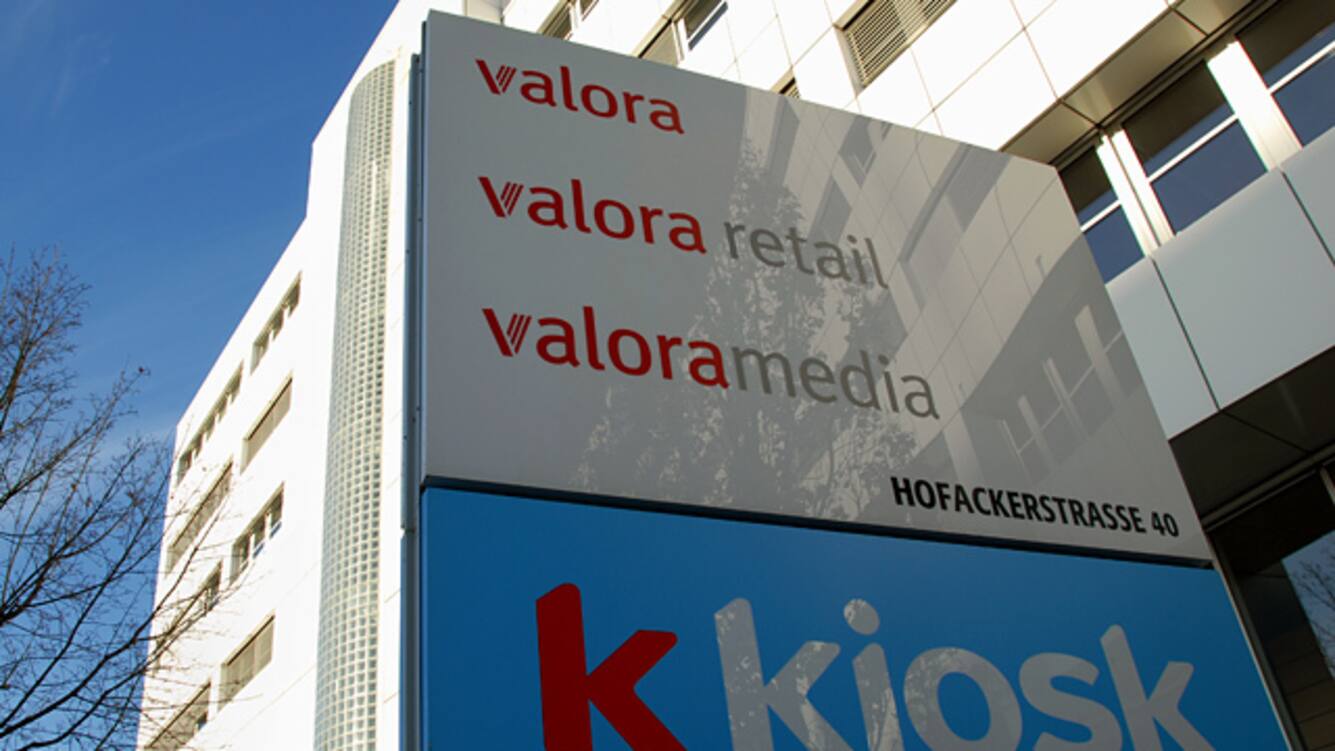 valora
valora retail
valoramedia
HOFACKERSTRASSE 40
k kiosk